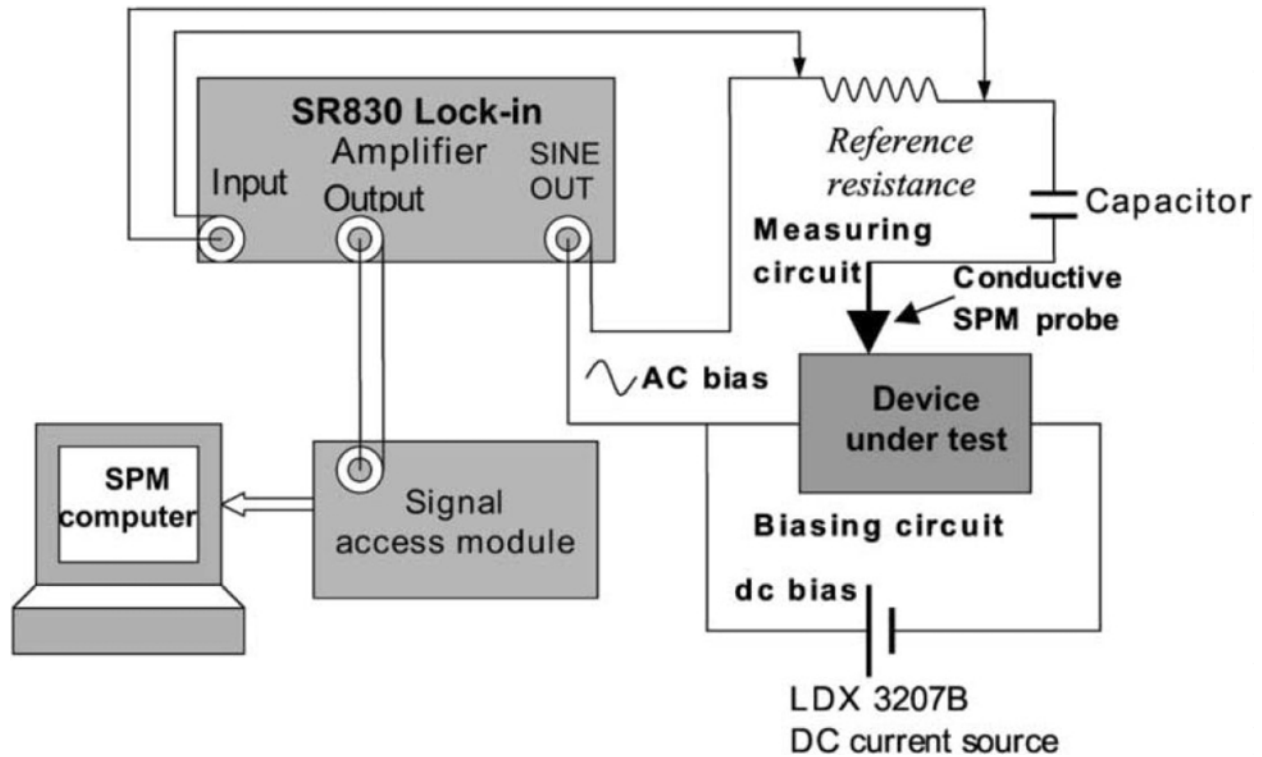 SR830 Lock-in
Amplifier
Input
Output
SINE
OUT
Reference
resistance
Capacitor
Measuring
circuit
Conductive
SPM probe
AC bias
Device
under test
SPM
computer
Signal
access module
Biasing circuit
dc bias
LDX 3207B
DC current source